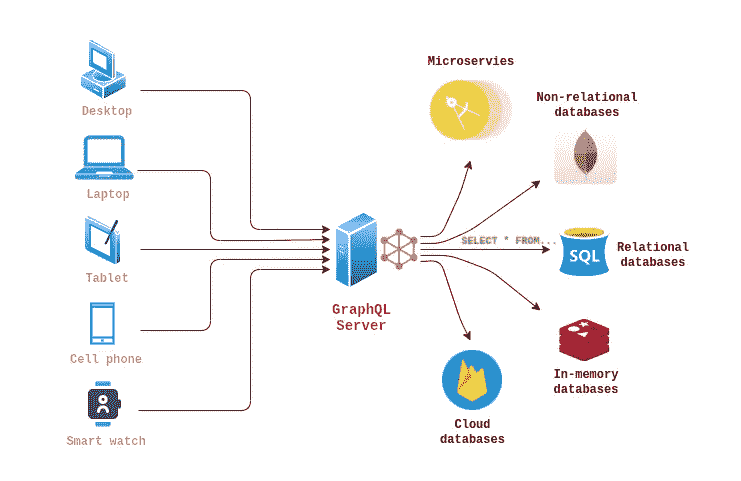 Desktop
Laptop
Tablet
Cell phone
Smart watch
GraphQL
Server
Microservies
Non-relational
databases
SELECT * FROM...
SQL
Relational
databases
In-memory
databases
Cloud
databases